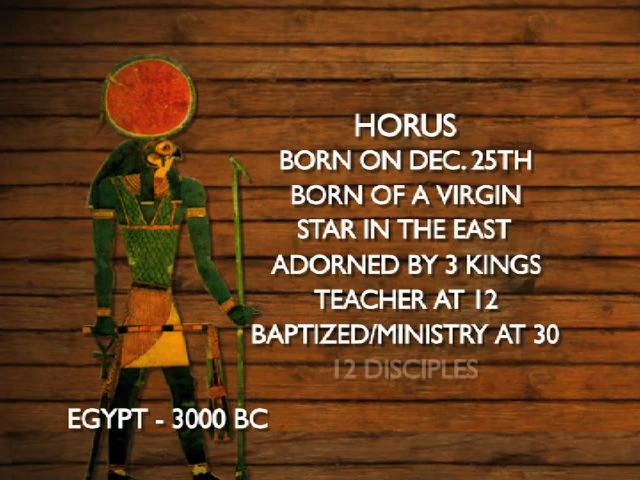 HORUS
BORN ON DEC. 25TH
BORN OF A VIRGIN
STAR IN THE EAST
ADORNED BY 3 KINGS
TEACHER AT 12
BAPTIZED/MINISTRY AT 30
12 DISCIPLES
EGYPT - 3000 BC